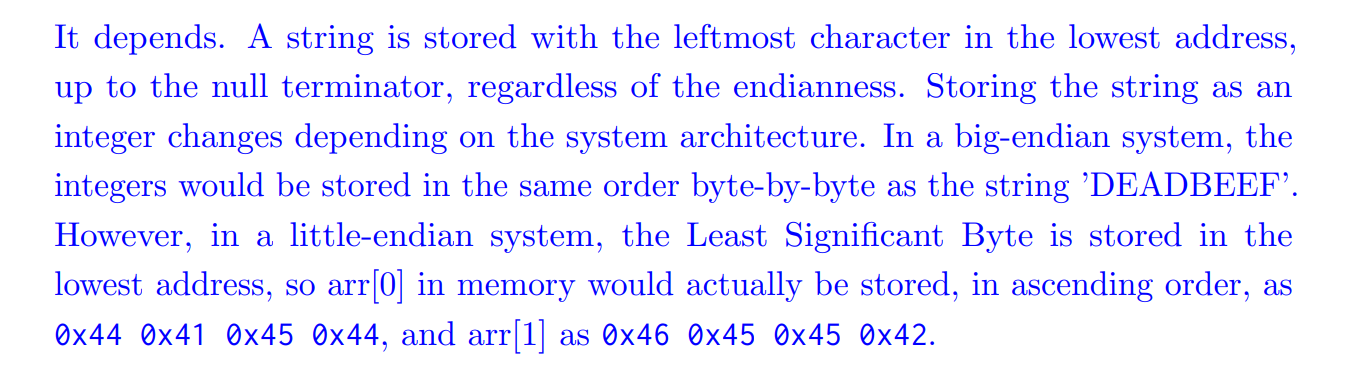 It depends. A string is stored with the leftmost character in the lowest address,
up to the null terminator, regardless of the endianness. Storing the string as an
integer changes depending on the system architecture. In a big-endian system, the
integers would be stored in the same order byte-by-byte as the string ’DEADBEEF’.
However, in a little-endian system, the Least Significant Byte is stored in the
lowest address, so arr[0] in memory would actually be stored, in ascending order, as
0x44 0x41 0x45 0x44, and arr[1] as 0x46 0x45 0x45 0x42.